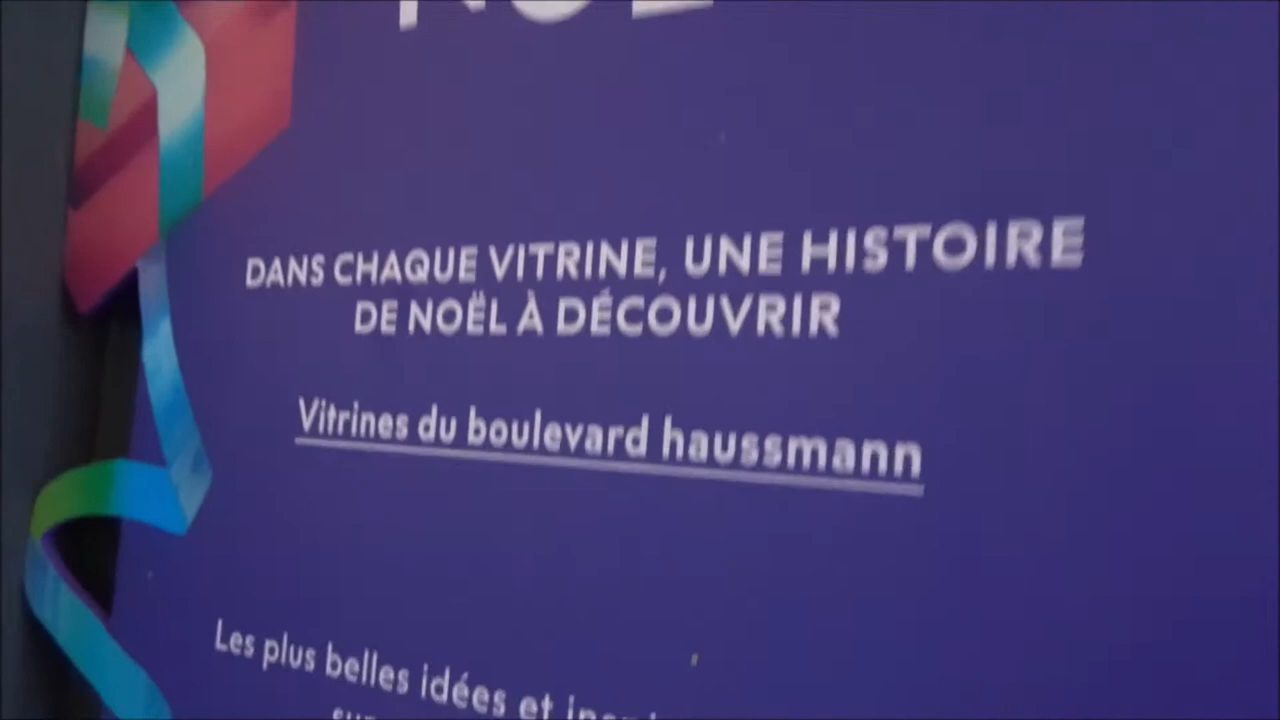 DANS CHAQUE VITRINE, UNE HISTOIRE
DE NOËL À DÉCOUVRIR
Vitrines du boulevard haussmann
Les plus belles idées et